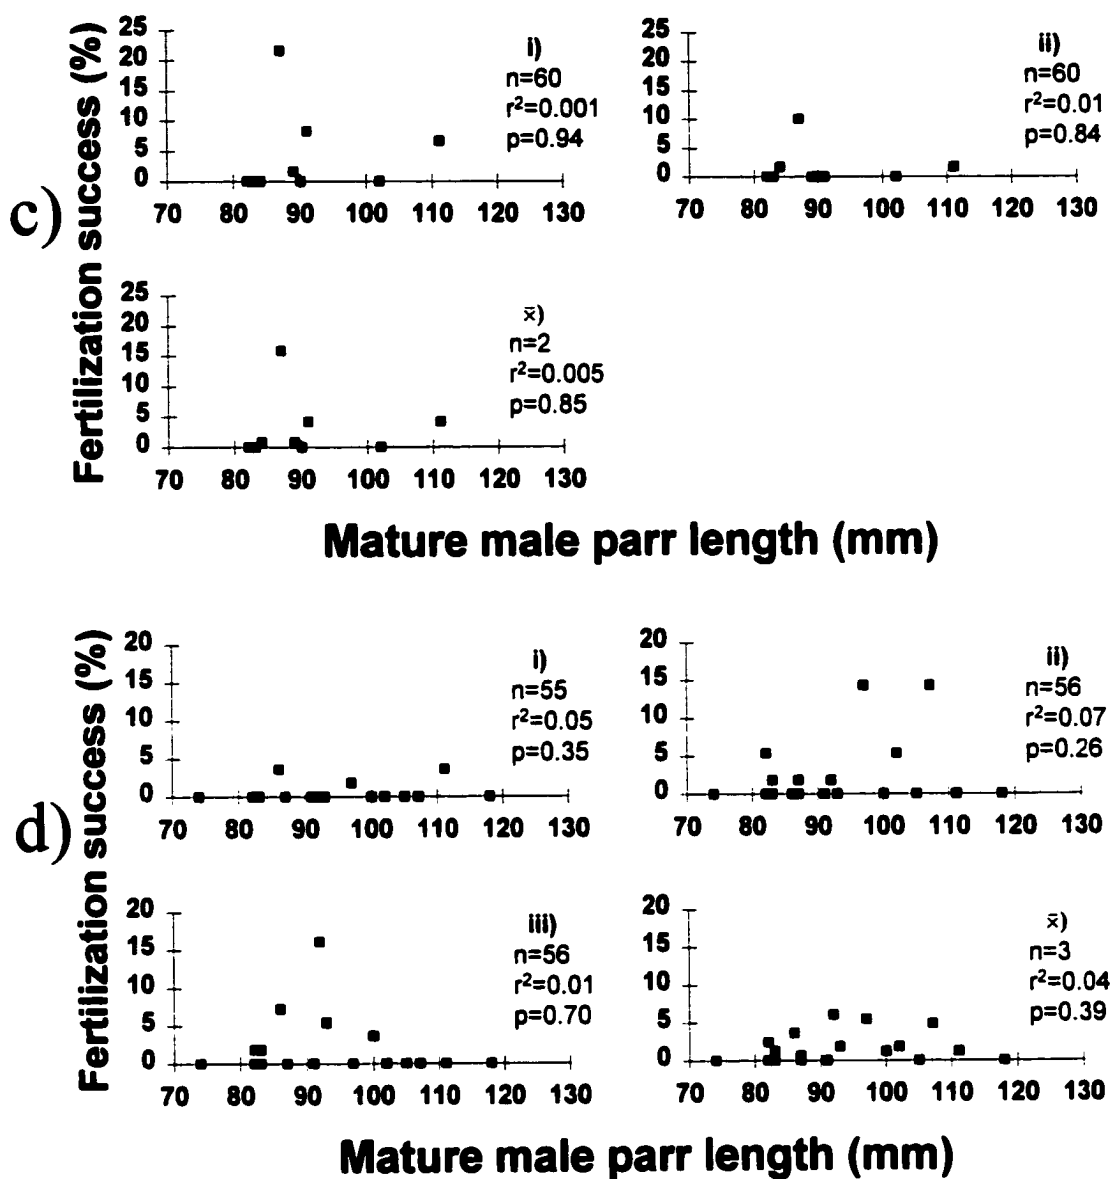 c)
Fertilization success (%)
25
20
15
10
5
0
70 80 90 100 110 120 130
i)
n=60
r²=0.001
p=0.94
25
20
15
10
5
0
70 80 90 100 110 120 130
ii)
n=60
r²=0.01
p=0.84
25
20
15
10
5
0
70 80 90 100 110 120 130
x̄)
n=2
r²=0.005
p=0.85
Mature male parr length (mm)
d)
Fertilization success (%)
20
15
10
5
0
70 80 90 100 110 120 130
i)
n=55
r²=0.05
p=0.35
20
15
10
5
0
70 80 90 100 110 120 130
ii)
n=56
r²=0.07
p=0.26
20
15
10
5
0
70 80 90 100 110 120 130
iii)
n=56
r²=0.01
p=0.70
20
15
10
5
0
70 80 90 100 110 120 130
x̄)
n=3
r²=0.04
p=0.39
Mature male parr length (mm)